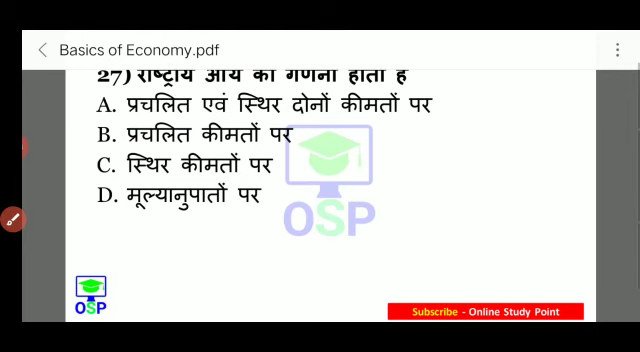 Basics of Economy.pdf
27) राष्ट्रीय आय की गणना होती है
A. प्रचलित एवं स्थिर दोनों कीमतों पर
B. प्रचलित कीमतों पर
C. स्थिर कीमतों पर
D. मूल्यानुपातों पर
OSP
OSP
Subscribe - Online Study Point